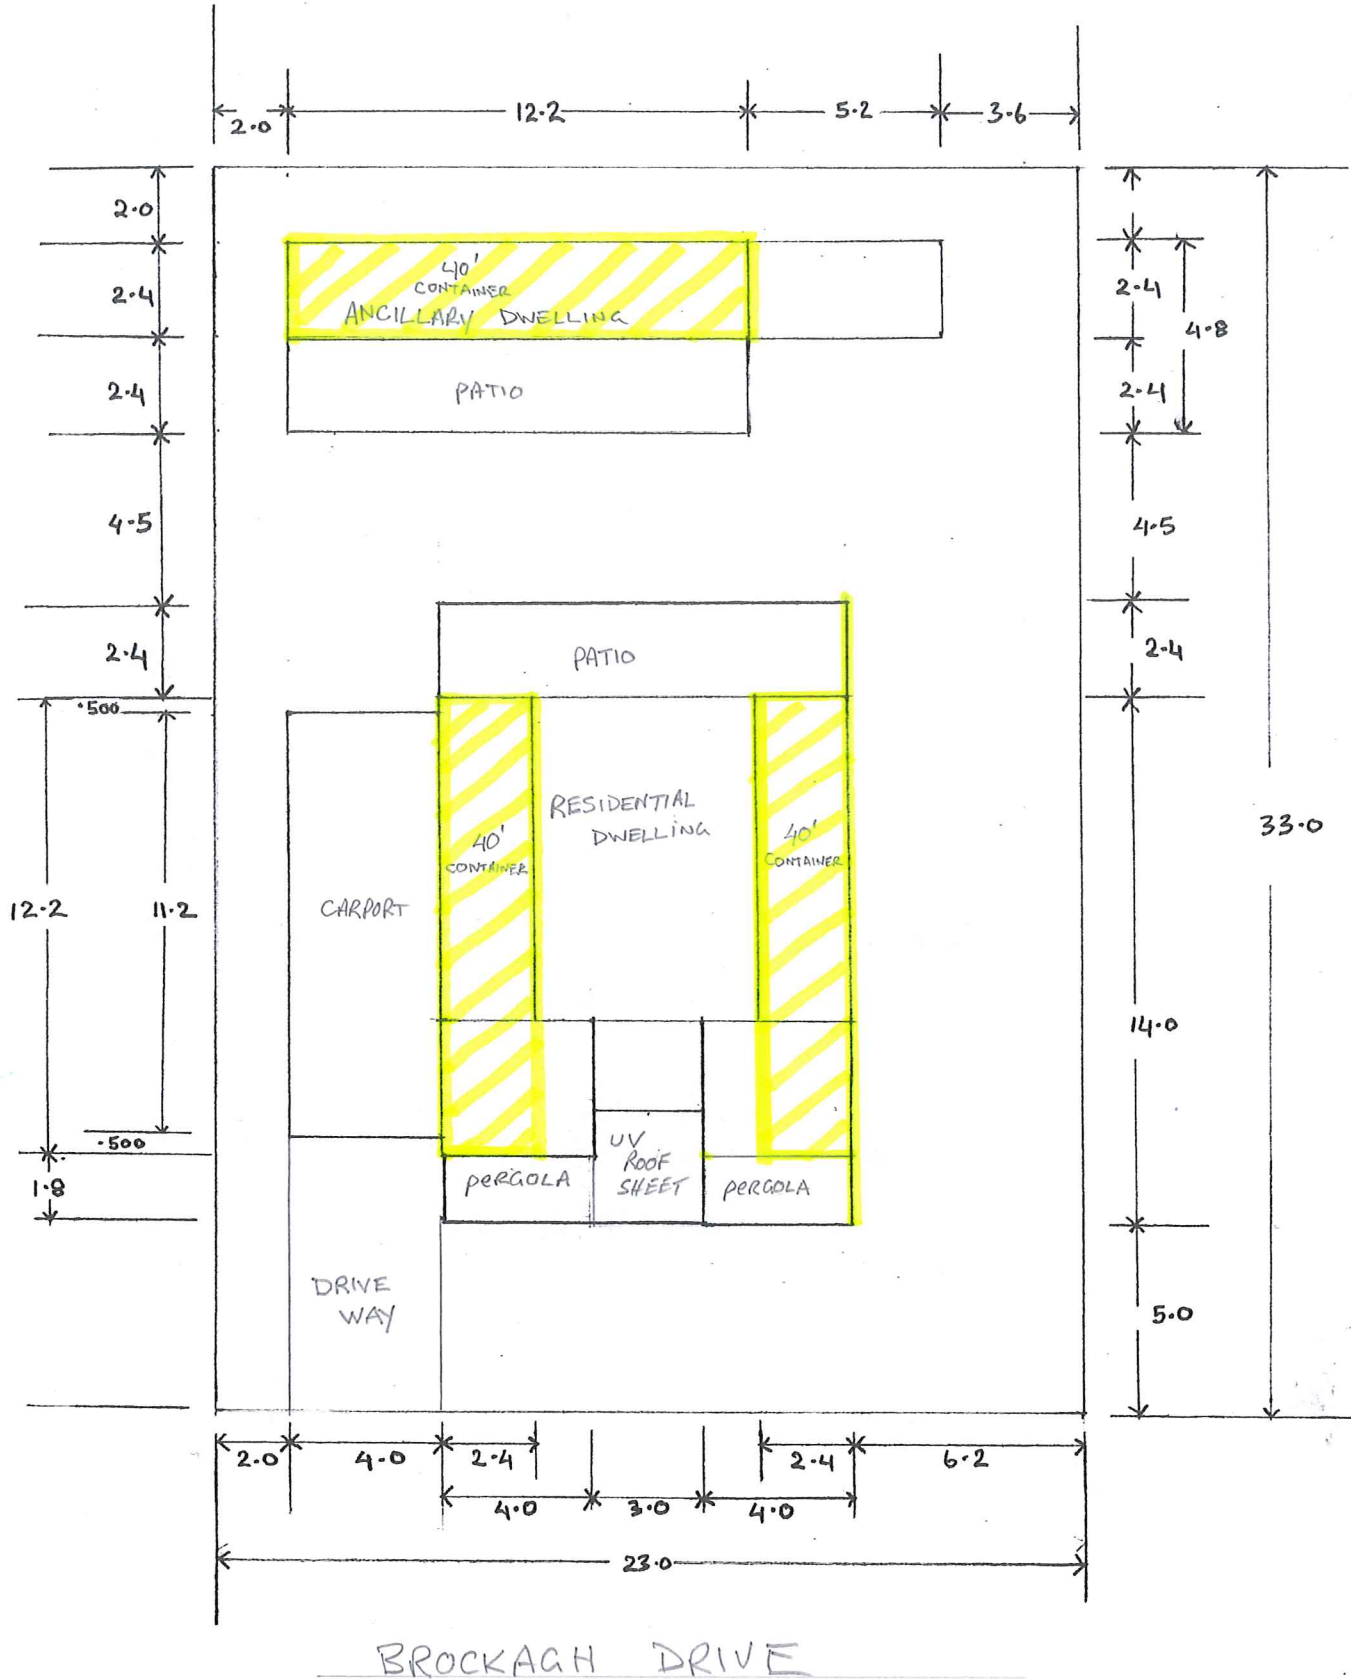 2.0
12.2
5.2
3.6
2.0
2.4
2.4
4.5
2.4
.500
12.2
11.2
.500
1.8
40'
CONTAINER
ANCILLARY DWELLING
PATIO
PATIO
RESIDENTIAL
DWELLING
40'
CONTAINER
40'
CONTAINER
CARPORT
PERGOLA
UV
ROOF
SHEET
PERGOLA
DRIVE
WAY
2.4
4.8
2.4
4.5
2.4
33.0
14.0
5.0
2.0
4.0
2.4
2.4
6.2
4.0
3.0
4.0
23.0
BROCKAGH DRIVE